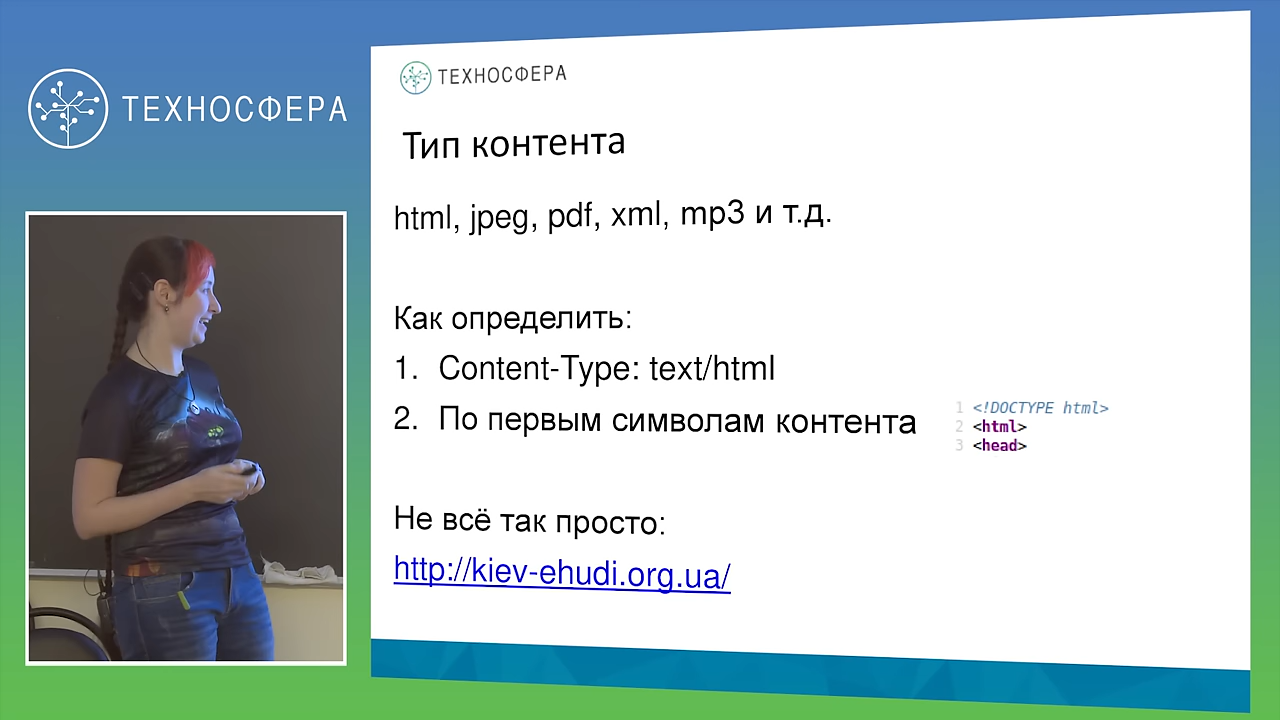 ТЕХНОСФЕРА
ТЕХНОСФЕРА
Тип контента
html, jpeg, pdf, xml, mp3 и т.д.
Как определить:
1. Content-Type: text/html
2. По первым символам контента
1 <!DOCTYPE html>
2 <html>
3 <head>
Не всё так просто:
http://kiev-ehudi.org.ua/